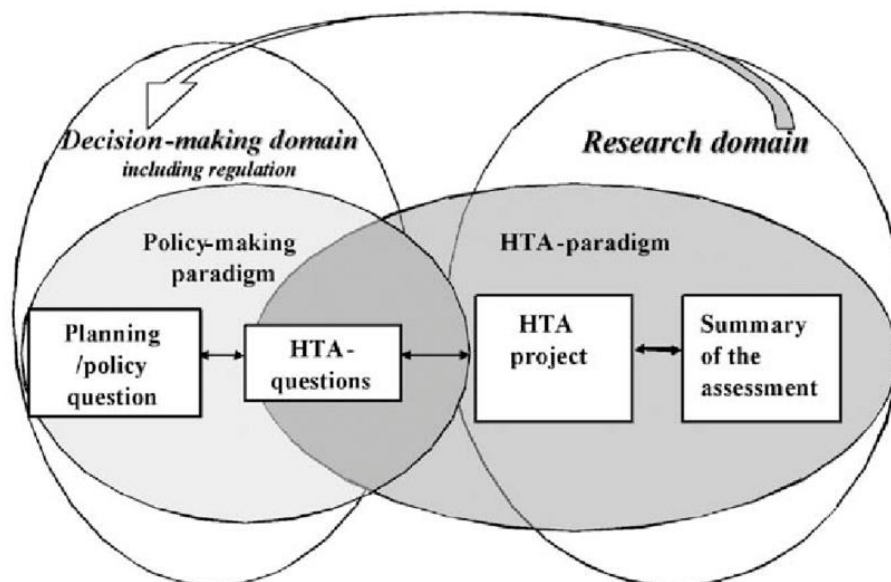 Decision-making domain
including regulation
Research domain
Policy-making
paradigm
HTA-paradigm
Planning
/policy
question
HTA-
questions
HTA
project
Summary
of the
assessment